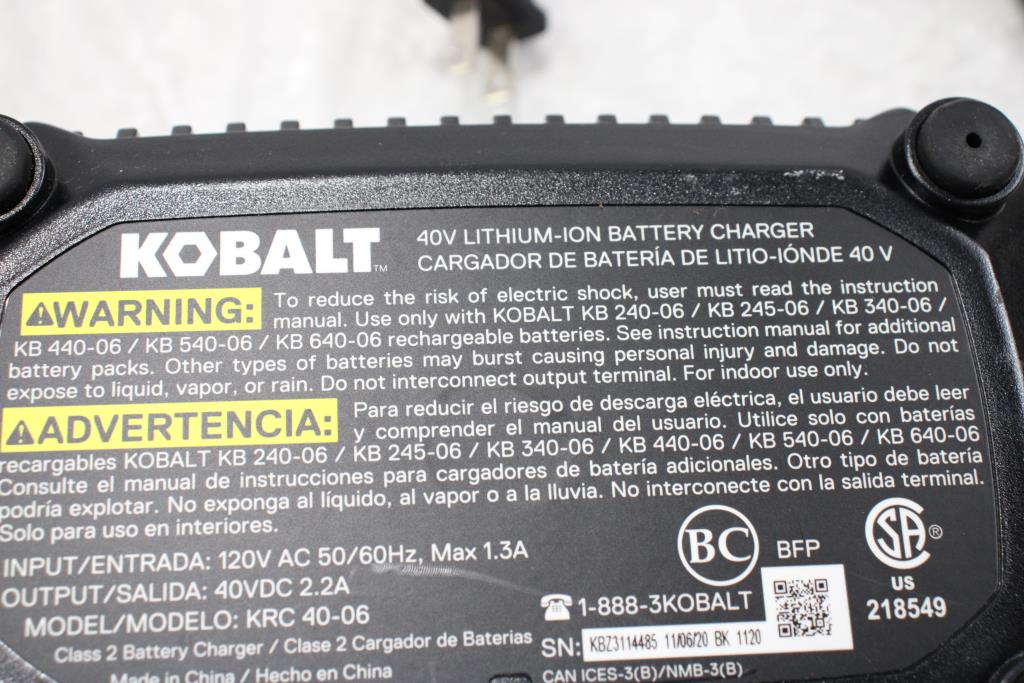 KOBALT™
40V LITHIUM-ION BATTERY CHARGER
CARGADOR DE BATERÍA DE LITIO-IÓNDE 40 V
WARNING: To reduce the risk of electric shock, user must read the instruction
manual. Use only with KOBALT KB 240-06 / KB 245-06 / KB 340-06 /
KB 440-06 / KB 540-06 / KB 640-06 rechargeable batteries. See instruction manual for additional
battery packs. Other types of batteries may burst causing personal injury and damage. Do not
expose to liquid, vapor, or rain. Do not interconnect output terminal. For indoor use only.
ADVERTENCIA: Para reducir el riesgo de descarga eléctrica, el usuario debe leer
y comprender el manual del usuario. Utilice solo con baterías
recargables KOBALT KB 240-06 / KB 245-06 / KB 340-06 / KB 440-06 / KB 540-06 / KB 640-06
Consulte el manual de instrucciones para cargadores de batería adicionales. Otro tipo de batería
podría explotar. No exponga al líquido, al vapor o a la lluvia. No interconecte con la salida terminal.
Solo para uso en interiores.
INPUT/ENTRADA: 120V AC 50/60Hz, Max 1.3A
OUTPUT/SALIDA: 40VDC 2.2A
MODEL/MODELO: KRC 40-06
Class 2 Battery Charger / Clase 2 Cargador de Baterias
Made in China / Hecho en China
BC
BFP
SA ®
US
218549
1-888-3KOBALT
SN: KBZ3114485 11/06/20 BK 1120
CAN ICES-3(B)/NMB-3(B)